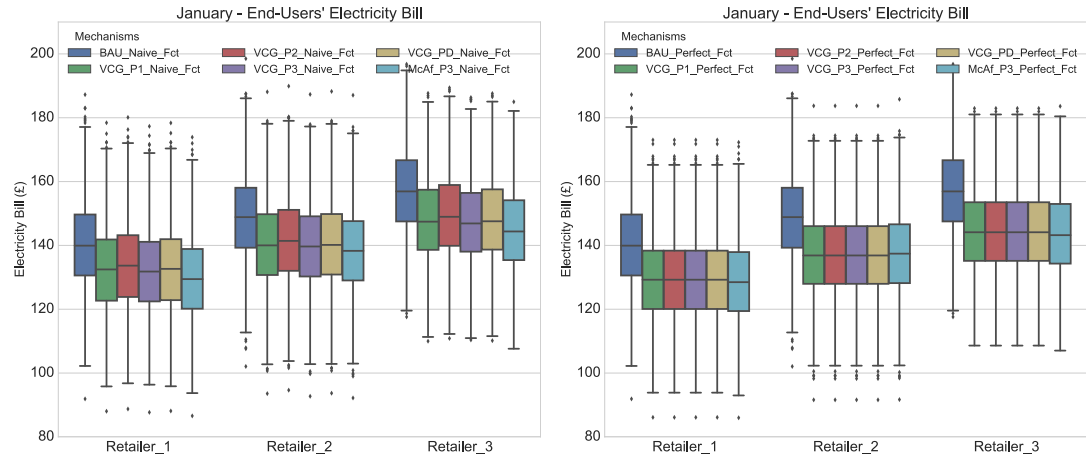 January - End-Users' Electricity Bill
Mechanisms
BAU_Naive_Fct VCG_P2_Naive_Fct VCG_PD_Naive_Fct
VCG_P1_Naive_Fct VCG_P3_Naive_Fct McAf_P3_Naive_Fct
Electricity Bill (£)
200
180
160
140
120
100
80
Retailer_1 Retailer_2 Retailer_3
January - End-Users' Electricity Bill
Mechanisms
BAU_Perfect_Fct VCG_P2_Perfect_Fct VCG_PD_Perfect_Fct
VCG_P1_Perfect_Fct VCG_P3_Perfect_Fct McAf_P3_Perfect_Fct
Electricity Bill (£)
200
180
160
140
120
100
80
Retailer_1 Retailer_2 Retailer_3